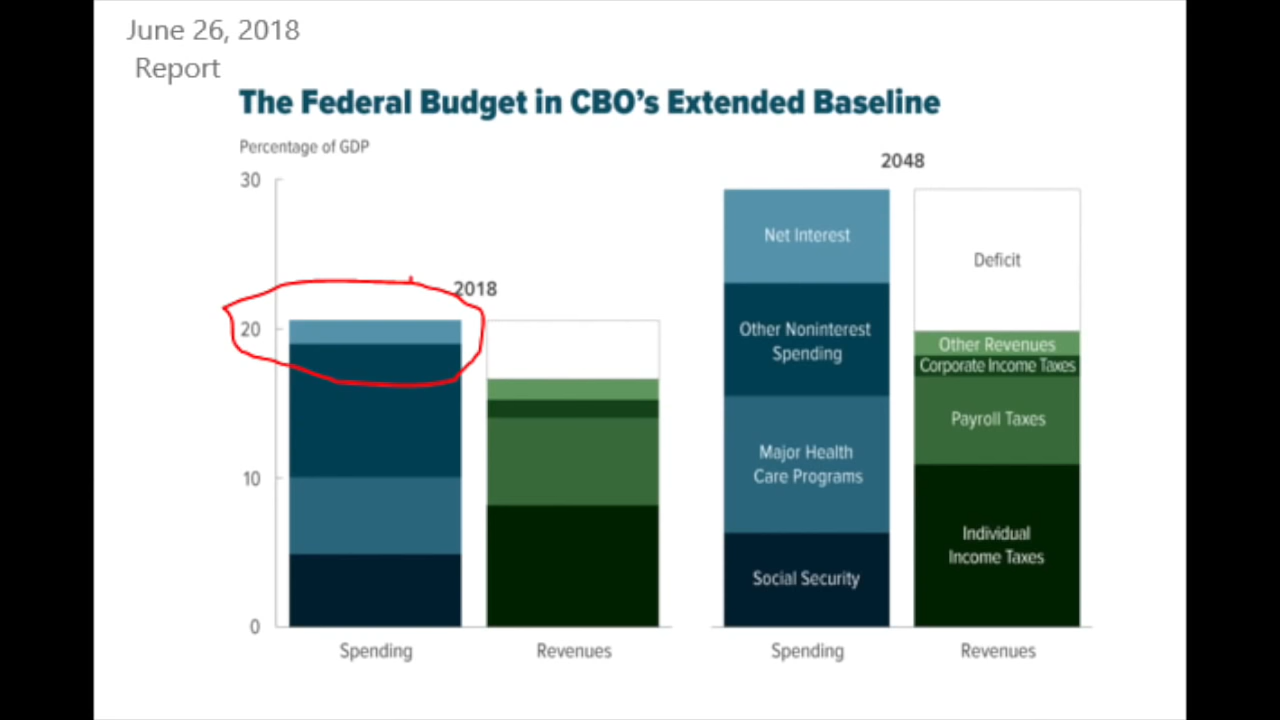 June 26, 2018
Report
The Federal Budget in CBO's Extended Baseline
Percentage of GDP
30
20
10
0
2018
Spending
Revenues
2048
Net Interest
Other Noninterest
Spending
Major Health
Care Programs
Social Security
Spending
Deficit
Other Revenues
Corporate Income Taxes
Payroll Taxes
Individual
Income Taxes
Revenues